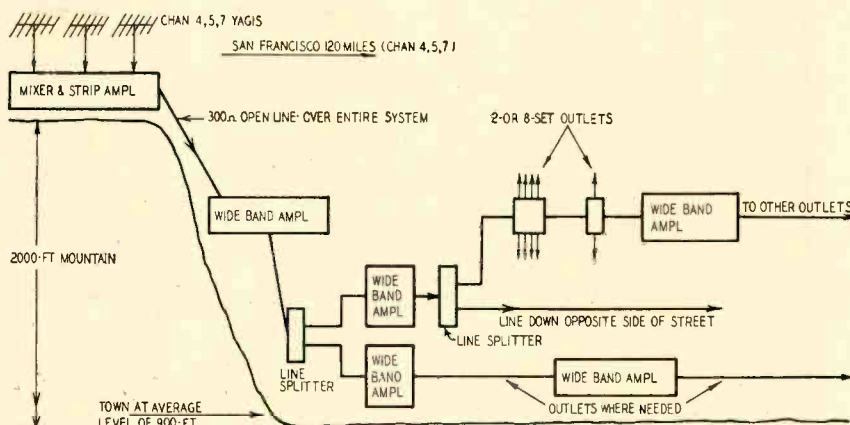 CHAN 4,5,7 YAGIS
SAN FRANCISCO 120 MILES (CHAN 4,5,7)
MIXER & STRIP AMPL
300Ω OPEN LINE-OVER ENTIRE SYSTEM
2-OR 8-SET OUTLETS
WIDE BAND AMPL
WIDE BAND
AMPL
TO OTHER OUTLETS
2000-FT MOUNTAIN
WIDE
BAND
AMPL
LINE DOWN OPPOSITE SIDE OF STREET
LINE SPLITTER
LINE
SPLITTER
WIDE
BAND
AMPL
WIDE BAND AMPL
OUTLETS WHERE NEEDED
TOWN AT AVERAGE
LEVEL OF 900-FT